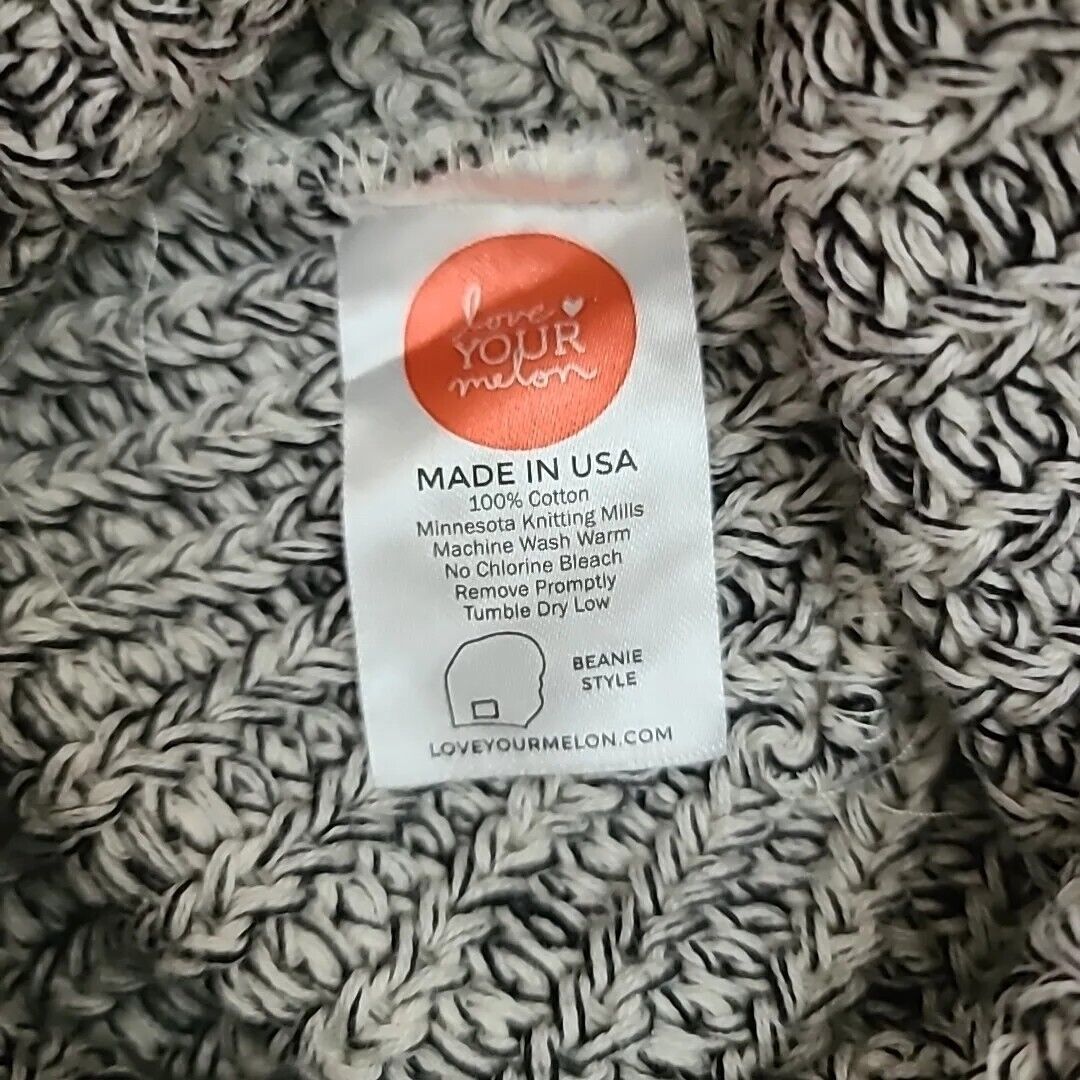 love
YOUR
melon
MADE IN USA
100% Cotton
Minnesota Knitting Mills
Machine Wash Warm
No Chlorine Bleach
Remove Promptly
Tumble Dry Low
BEANIE
STYLE
LOVEYOURMELON.COM